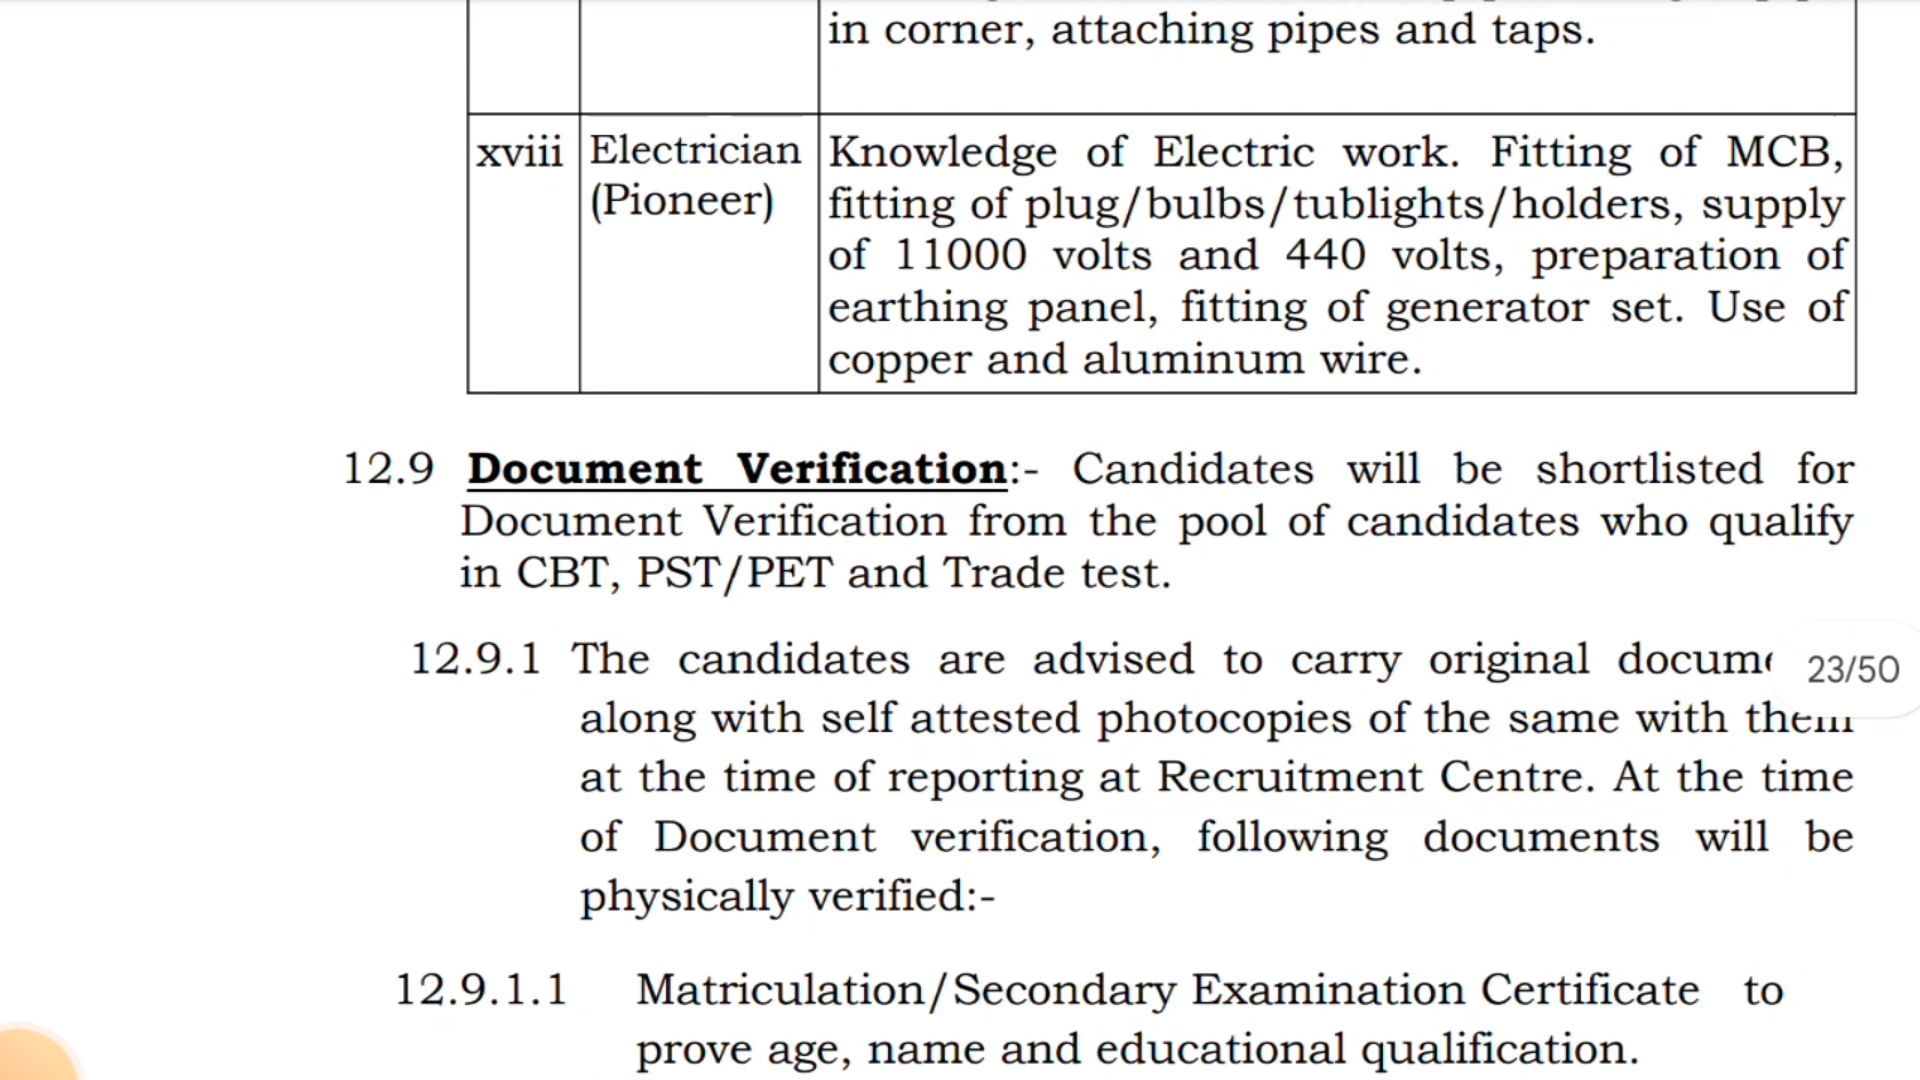 in corner, attaching pipes and taps.
xviii Electrician (Pioneer) Knowledge of Electric work. Fitting of MCB,
fitting of plug/bulbs/tublights/holders, supply
of 11000 volts and 440 volts, preparation of
earthing panel, fitting of generator set. Use of
copper and aluminum wire.
12.9 Document Verification:- Candidates will be shortlisted for
Document Verification from the pool of candidates who qualify
in CBT, PST/PET and Trade test.
12.9.1 The candidates are advised to carry original
23/50
along with self attested photocopies of the same with them
at the time of reporting at Recruitment Centre. At the time
of Document verification, following documents will be
physically verified:-
12.9.1.1 Matriculation/Secondary Examination Certificate to
prove age, name and educational qualification.